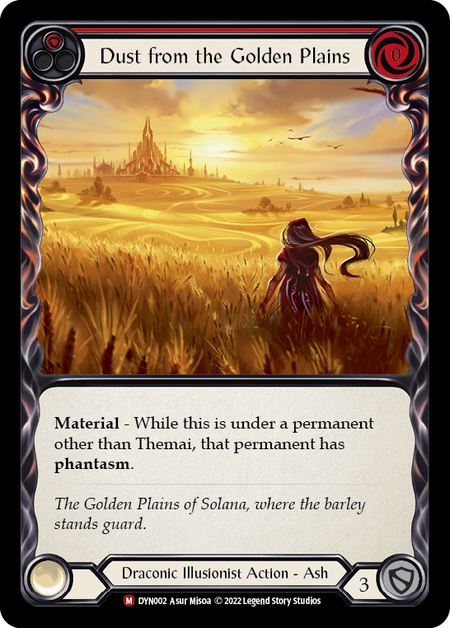 Dust from the Golden Plains
0
Material - While this is under a permanent
other than Themai, that permanent has
phantasm.
The Golden Plains of Solana, where the barley
stands guard.
Draconic Illusionist Action - Ash
3
M DYN002 Asur Misoa © 2022 Legend Story Studios